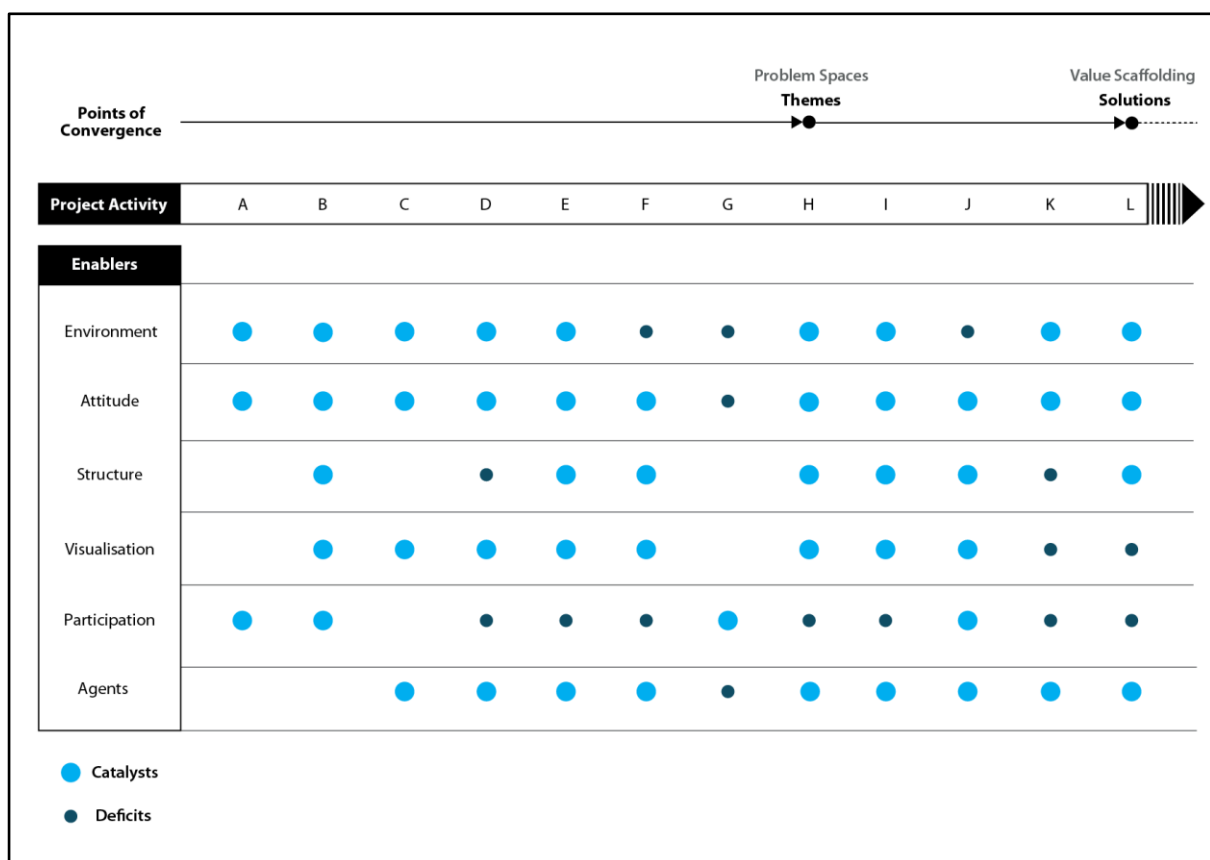 Problem Spaces
Value Scaffolding
Themes
Solutions
Points of
Convergence
Project Activity A B C D E F G H I J K L
Enablers
Environment
Attitude
Structure
Visualisation
Participation
Agents
Catalysts
Deficits